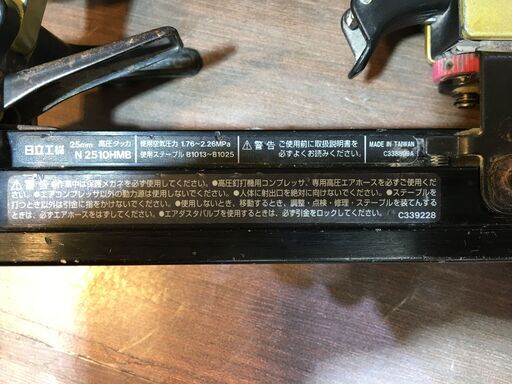 日立工機 25mm 高圧タッカ 使用空気圧力 1.76~2.26MPa ⚠警告 ご使用前に取扱説明書を MADE IN TAIWAN
N 2510HMB 使用ステープル B1013~B1025 必ずよくお読みください。
⚠警告 ●作業中は保護メガネを必ず使用してください。●高圧釘打機用コンプレッサ、専用高圧エアホースを必ずご使用くだ
さい。●エアコンプレッサ以外の動力源は使用しないでください。●人体に射出口を絶対に向けないでください。●ステープルを
打つとき以外は引金に指をかけないでください。●使用しないとき、移動するとき、調整・点検・修理・ステープルを装てんすると
きは、必ずエアホースをはずしてください。●エアダスタバルブを使用するときは、必ず引金をロックしてください。 C339228